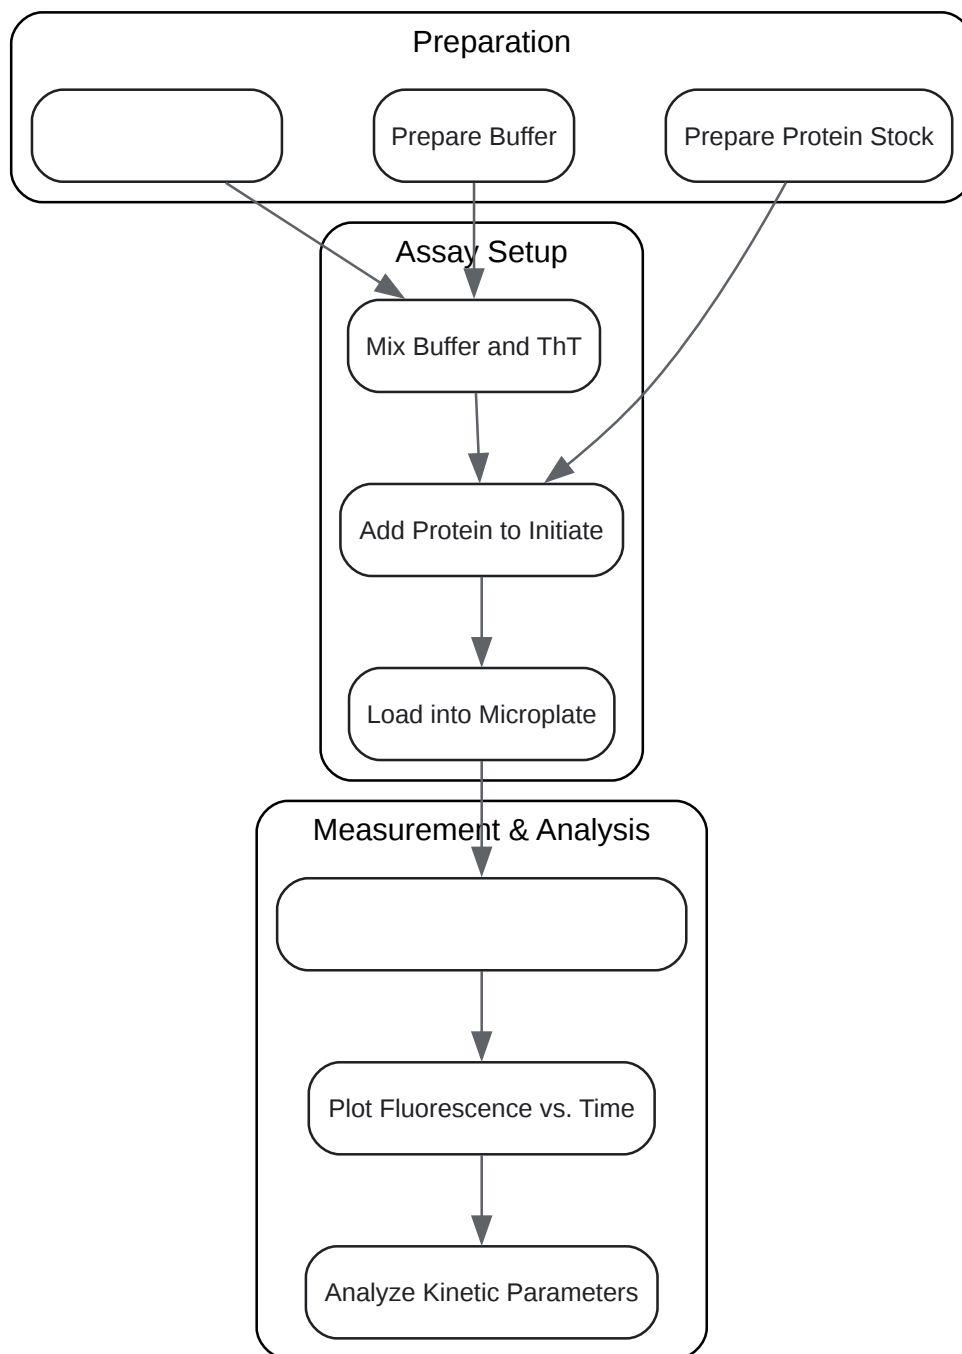 Preparation
Prepare Buffer
Prepare Protein Stock
Assay Setup
Mix Buffer and ThT
Add Protein to Initiate
Load into Microplate
Measurement & Analysis
Plot Fluorescence vs. Time
Analyze Kinetic Parameters